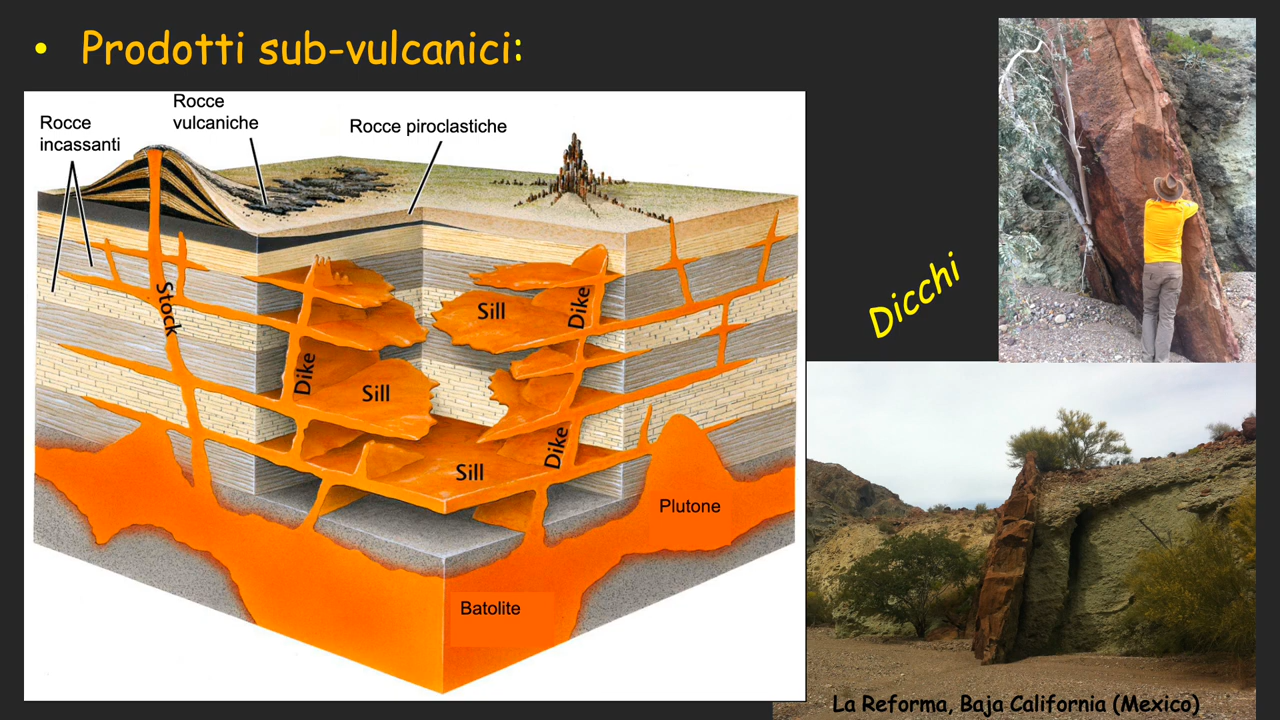 • Prodotti sub-vulcanici:
Rocce
vulcaniche
Rocce
incassanti
Rocce piroclastiche
Stock
Dike
Sill
Sill
Dike
Dike
Sill
Plutone
Batolite
Dicchi
La Reforma, Baja California (Mexico)